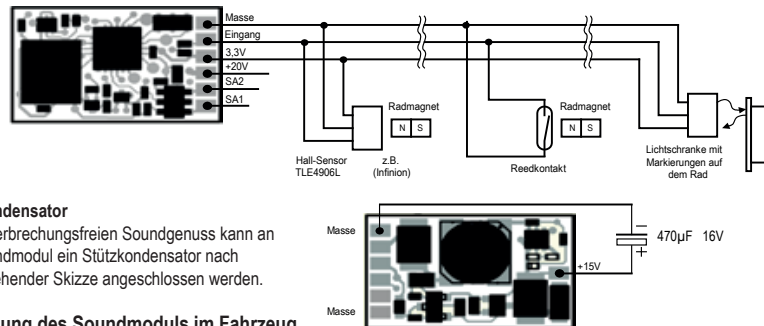 Masse
Eingang
3,3V
+20V
SA2
SA1
Radmagnet
N S
Hall-Sensor z.B.
TLE4906L (Infinion)
Radmagnet
N S
Reedkontakt
Lichtschranke mit
Markierungen auf
dem Rad
ndensator
erbrechungsfreien Soundgenuss kann an
ndmodul ein Stützkondensator nach
ehender Skizze angeschlossen werden.
Masse
470µF 16V
+15V
Masse
ung des Soundmoduls im Fahrzeug